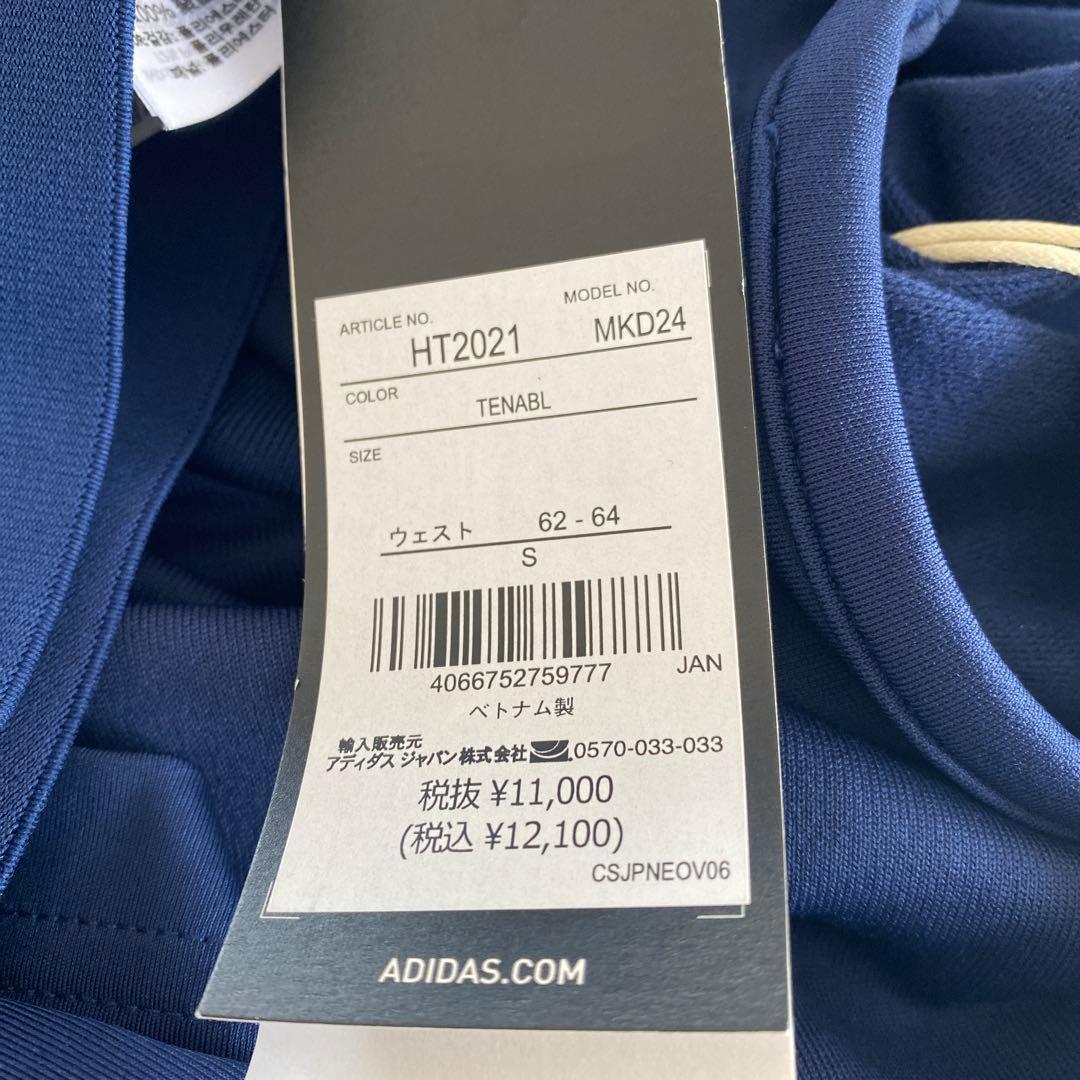 ARTICLE NO.
MODEL NO.
HT2021
MKD24
COLOR
TENABL
SIZE
ウェスト 62 - 64
S
4066752759777 JAN
ベトナム製
輸入販売元
アディダス ジャパン株式会社 .0570-033-033
税抜 ¥11,000
(税込 ¥12,100)
CSJPNEOV06
ADIDAS.COM